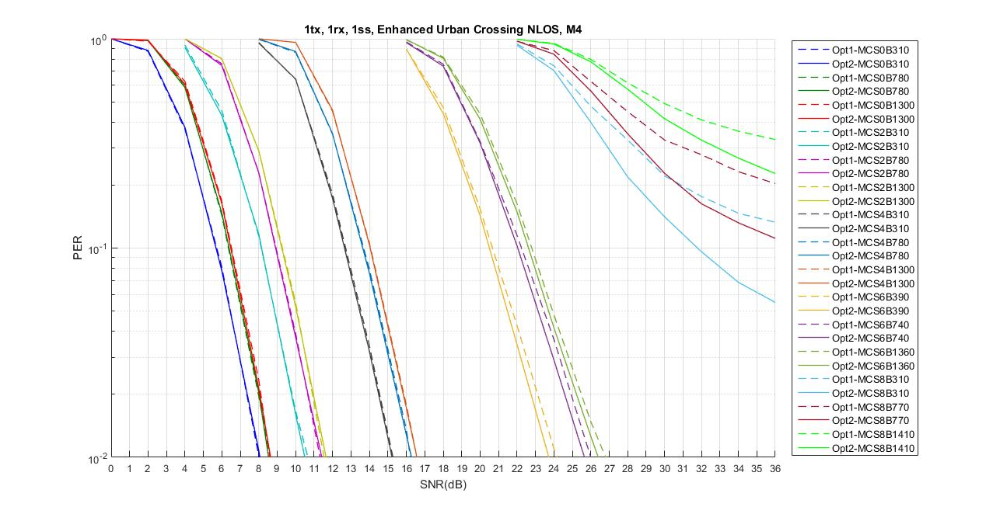 1tx, 1rx, 1ss, Enhanced Urban Crossing NLOS, M4
PER
10^0
10^-1
10^-2
0 1 2 3 4 5 6 7 8 9 10 11 12 13 14 15 16 17 18 19 20 21 22 23 24 25 26 27 28 29 30 31 32 33 34 35 36
SNR(dB)
Opt1-MCS0B310
Opt2-MCS0B310
Opt1-MCS0B780
Opt2-MCS0B780
Opt1-MCS0B1300
Opt2-MCS0B1300
Opt1-MCS2B310
Opt2-MCS2B310
Opt1-MCS2B780
Opt2-MCS2B780
Opt1-MCS2B1300
Opt2-MCS2B1300
Opt1-MCS4B310
Opt2-MCS4B310
Opt1-MCS4B780
Opt2-MCS4B780
Opt1-MCS4B1300
Opt2-MCS4B1300
Opt1-MCS6B390
Opt2-MCS6B390
Opt1-MCS6B740
Opt2-MCS6B740
Opt1-MCS6B1360
Opt2-MCS6B1360
Opt1-MCS8B310
Opt2-MCS8B310
Opt1-MCS8B770
Opt2-MCS8B770
Opt1-MCS8B1410
Opt2-MCS8B1410